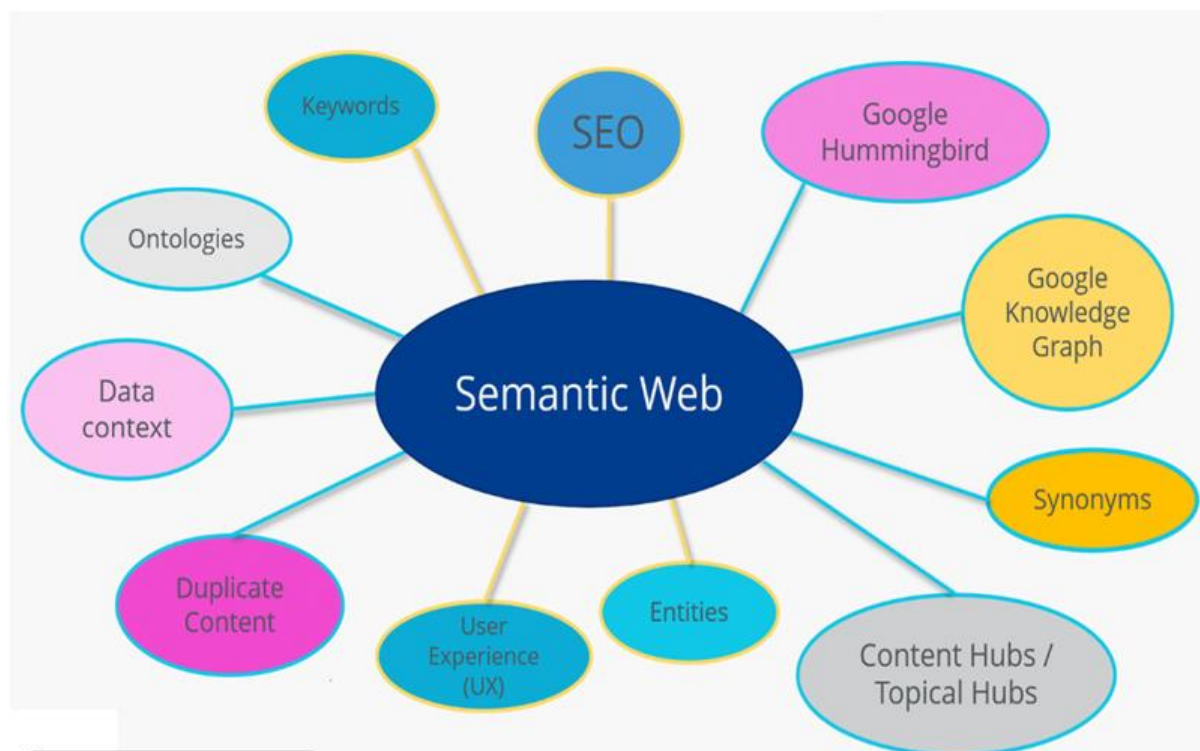 Keywords
SEO
Google
Hummingbird
Ontologies
Google
Knowledge
Graph
Data
context
Semantic Web
Synonyms
Duplicate
Content
User
Experience
(UX)
Entities
Content Hubs /
Topical Hubs